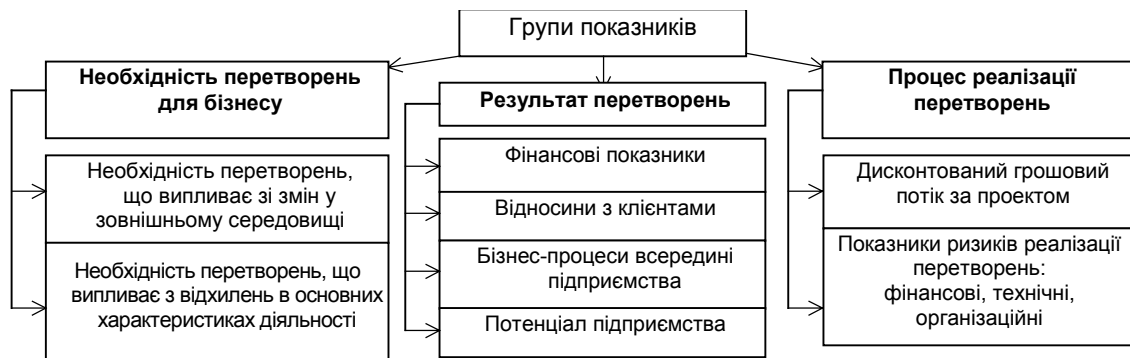 Групи показників
Необхідність перетворень
для бізнесу
Необхідність перетворень,
що випливає зі змін у
зовнішньому середовищі
Необхідність перетворень, що
випливає з відхилень в основних
характеристиках діяльності
Результат перетворень
Фінансові показники
Відносини з клієнтами
Бізнес-процеси всередині
підприємства
Потенціал підприємства
Процес реалізації
перетворень
Дисконтований грошовий
потік за проектом
Показники ризиків реалізації
перетворень:
фінансові, технічні,
організаційні